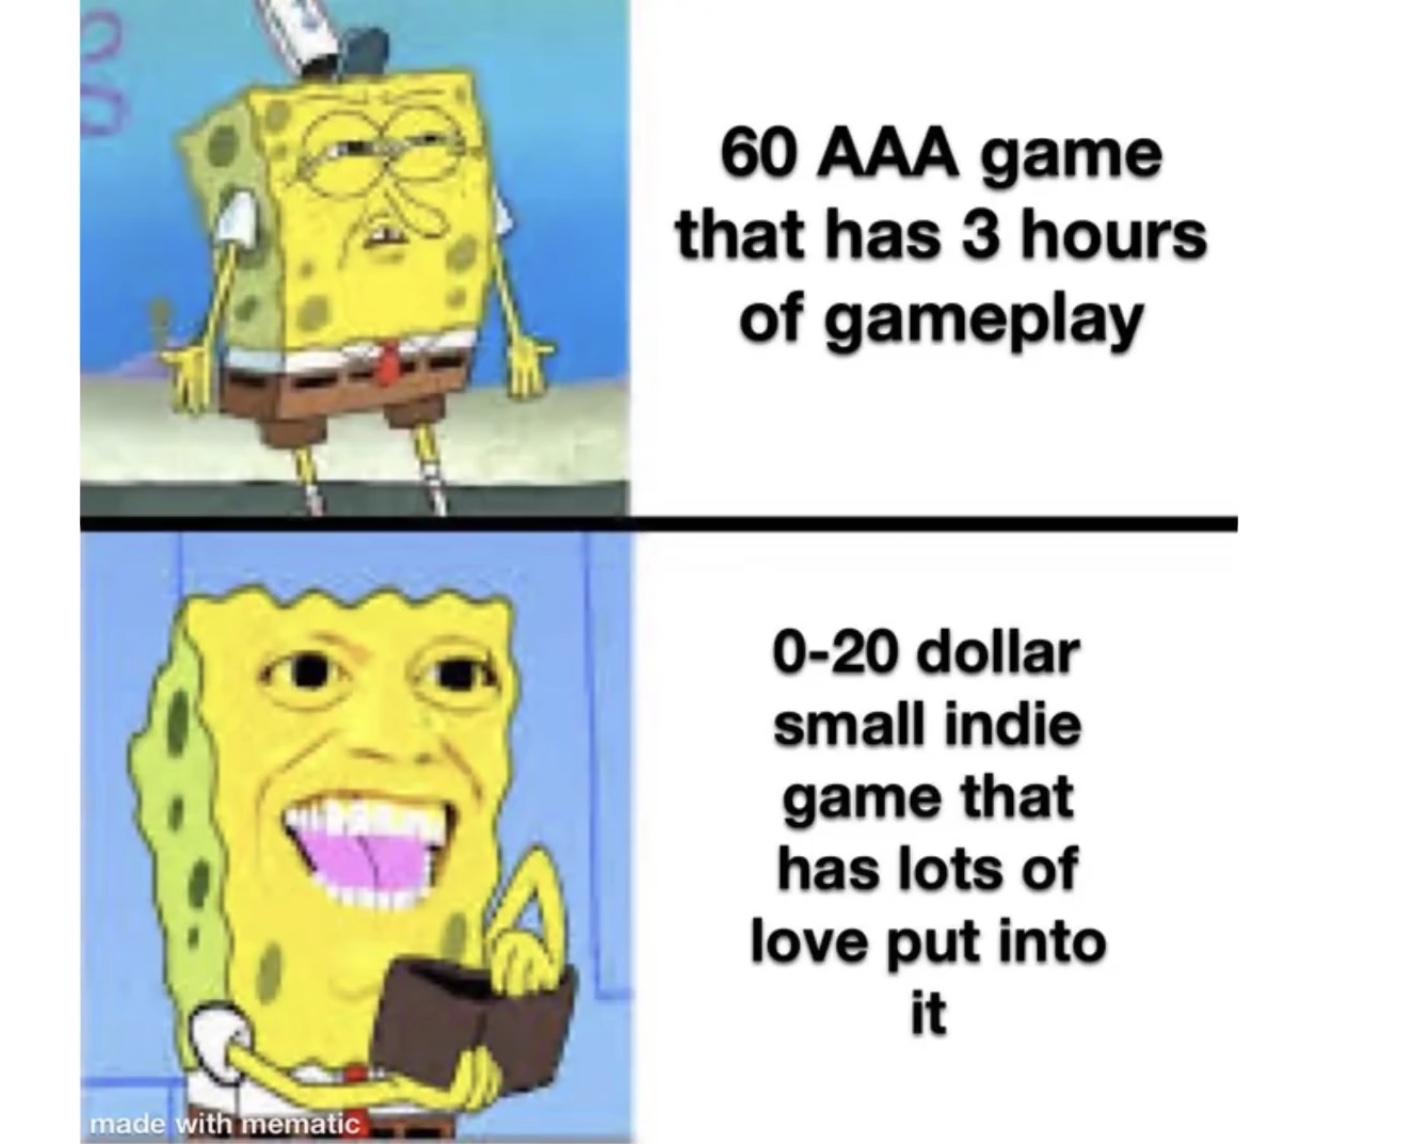 60 AAA game
that has 3 hours
of gameplay
0-20 dollar
small indie
game that
has lots of
love put into
it
made with mematic